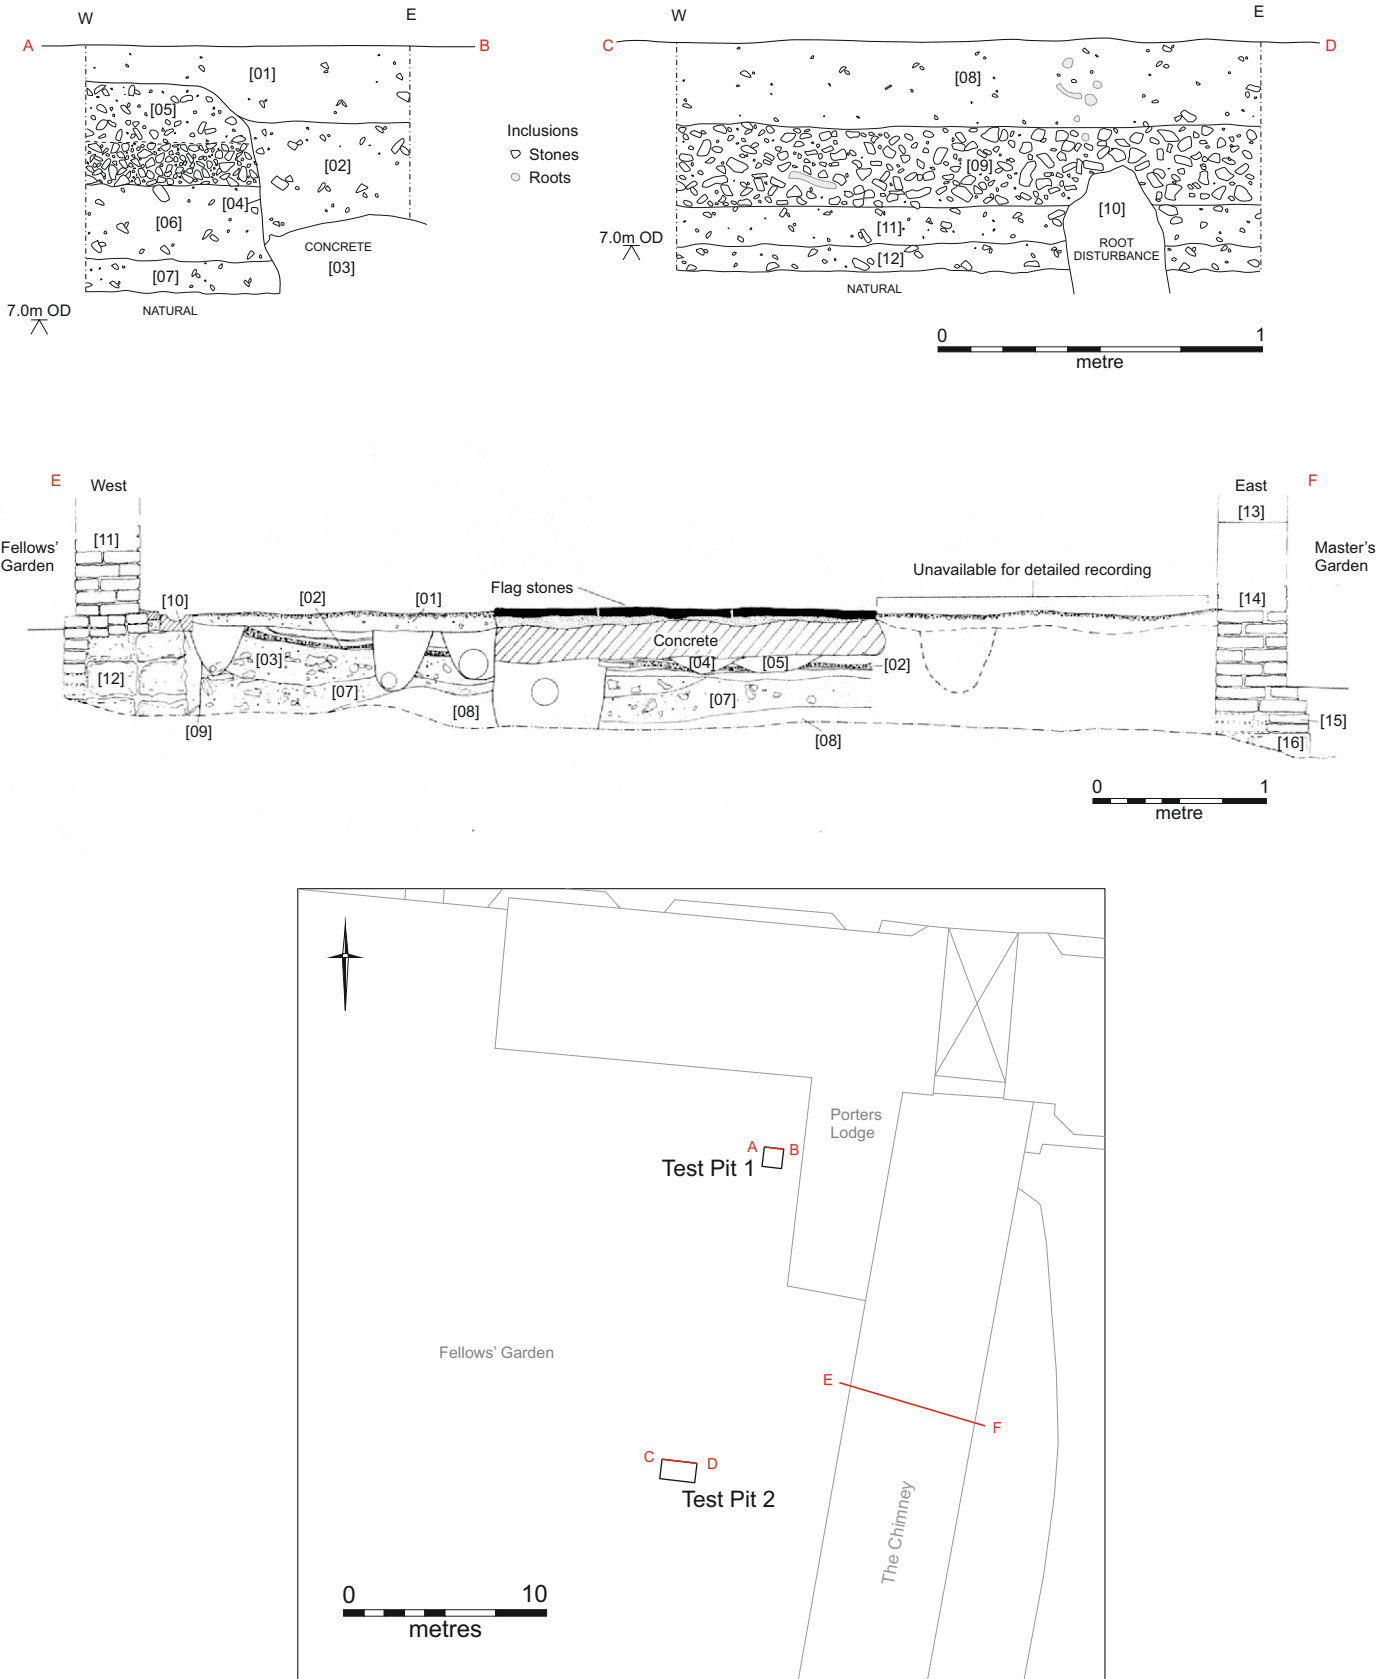 W
E
A
B
[01]
[05]
[02]
[04]
[06]
CONCRETE
[03]
[07]
7.0m OD
NATURAL
Inclusions
Stones
Roots
W
E
C
D
[08]
[09]
[10]
[11]
ROOT
DISTURBANCE
7.0m OD
[12]
NATURAL
0 1
metre
E
West
East
F
[13]
[11]
Fellows'
Garden
Master's
Garden
Unavailable for detailed recording
Flag stones
[10]
[02]
[01]
[14]
Concrete
[03]
[04]
[05]
[02]
[12]
[07]
[07]
[08]
[09]
[08]
[15]
[16]
0 1
metre
Porters
Lodge
A
B
Test Pit 1
Fellows' Garden
E
F
C
D
Test Pit 2
The Chimney
0 10
metres